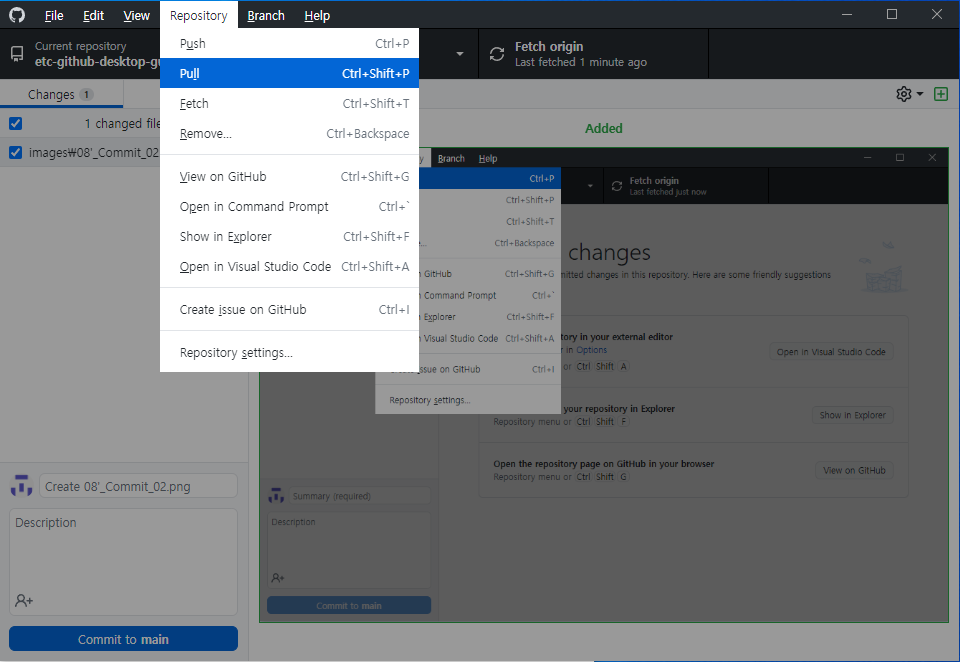 File Edit View Repository Branch Help
Current repository
etc-github-desktop-gu
Fetch origin
Last fetched 1 minute ago
Push Ctrl+P
Pull Ctrl+Shift+P
Fetch Ctrl+Shift+T
Remove... Ctrl+Backspace
View on GitHub Ctrl+Shift+G
Open in Command Prompt Ctrl+`
Show in Explorer Ctrl+Shift+F
Open in Visual Studio Code Ctrl+Shift+A
Create issue on GitHub Ctrl+I
Repository settings...
Changes 1
1 changed file
images₩08'_Commit_02
Create 08'_Commit_02.png
Description
Commit to main
Added
y Branch Help
Fetch origin
Last fetched just now
Ctrl+P
Ctrl+Shift+P
Ctrl+Shift+T
e... Ctrl+Backspace
n GitHub Ctrl+Shift+G
n Command Prompt Ctrl+`
Explorer Ctrl+Shift+F
Visual Studio Code Ctrl+Shift+A
issue on GitHub Ctrl+I
Repository settings...
changes
mitted changes in this repository. Here are some friendly suggestions
tory in your external editor
r in Options
or Ctrl Shift A
Open in Visual Studio Code
your repository in Explorer
Repository menu or Ctrl Shift F
Show in Explorer
Open the repository page on GitHub in your browser
Repository menu or Ctrl Shift G
View on GitHub
Summary (required)
Description
Commit to main